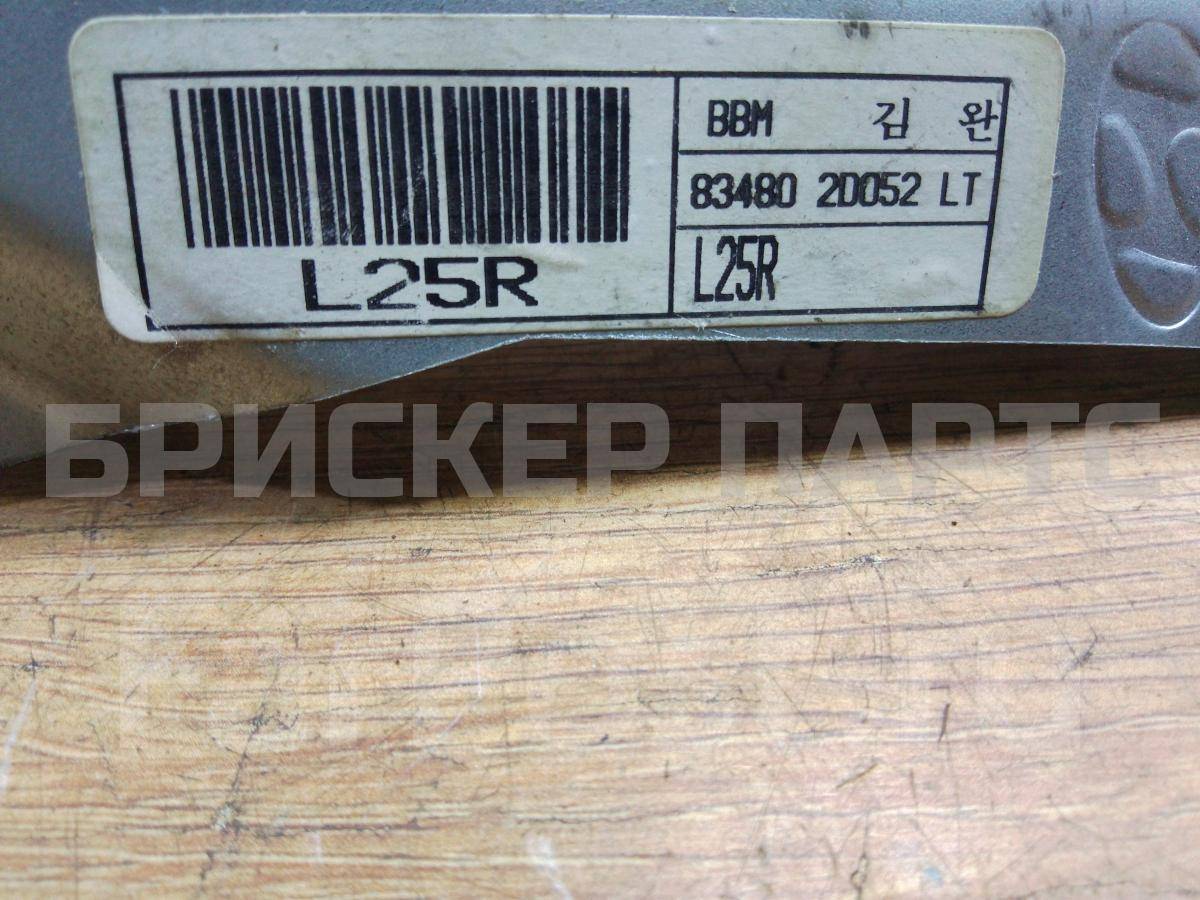 BBM 김 완
83480 2D052 LT
L25R
L25R
БРИСКЕР ПАРТС